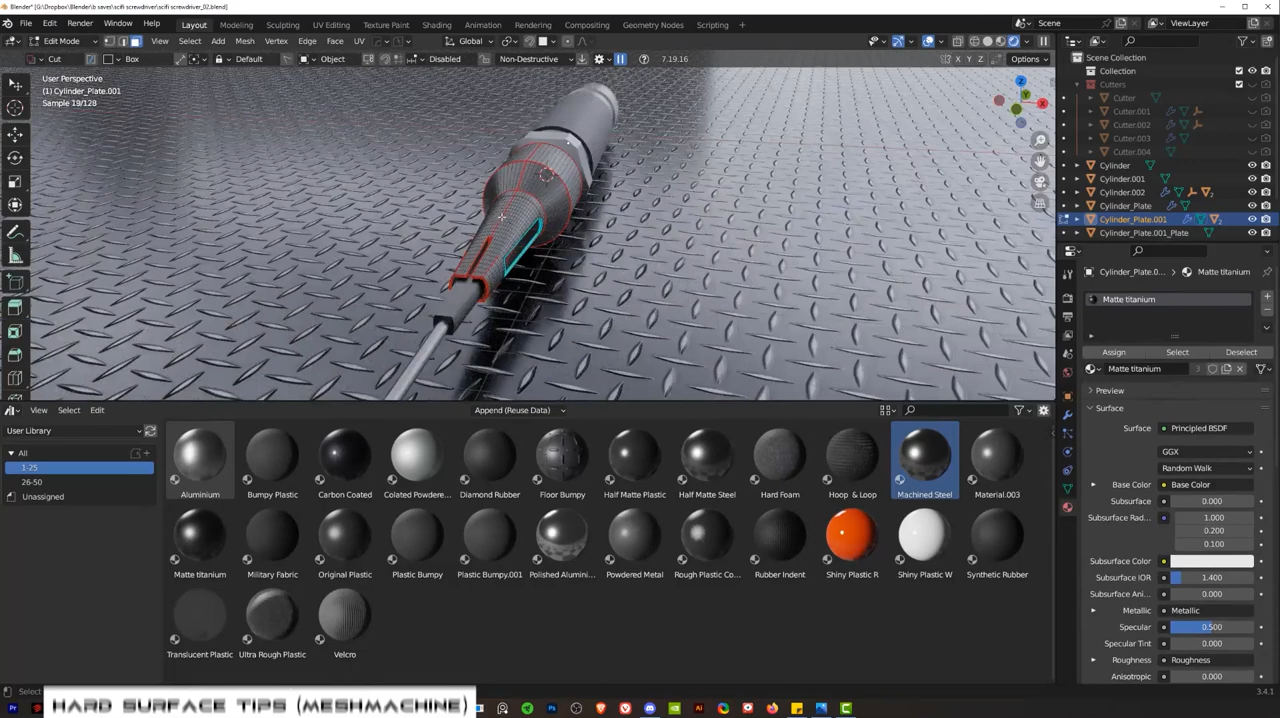 Blender* [G:\Dropbox\Blender\b saves\scifi screwdriver\scifi screwdriver_02.blend]
File Edit Render Window Help Layout Modeling Sculpting UV Editing Texture Paint Shading Animation Rendering Compositing Geometry Nodes Scripting + Scene ViewLayer
Edit Mode View Select Add Mesh Vertex Edge Face UV Global
Cut Box Default Object Disabled Non-Destructive 7.19.16 X Y Z Options
User Perspective
(1) Cylinder_Plate.001
Sample 19/128
Z
Y
X
Scene Collection
Collection
Cutters
Cutter
Cutter.001
Cutter.002
Cutter.003
Cutter.004
Cylinder
Cylinder.001
Cylinder.002
Cylinder_Plate
Cylinder_Plate.001
Cylinder_Plate.001_Plate
Cylinder_Plate.0... Matte titanium
Matte titanium
Assign Select Deselect
Matte titanium 3
Preview
Surface
Surface Principled BSDF
GGX
Random Walk
Base Color Base Color
Subsurface 0.000
Subsurface Rad... 1.000
0.200
0.100
Subsurface Color
Subsurface IOR 1.400
Subsurface Ani... 0.000
Metallic Metallic
Specular 0.500
Specular Tint 0.000
Roughness Roughness
Anisotropic 0.000
View Select Edit Append (Reuse Data)
User Library
All
1-25
26-50
Unassigned
Aluminium Bumpy Plastic Carbon Coated Colated Powdere... Diamond Rubber Floor Bumpy Half Matte Plastic Half Matte Steel Hard Foam Hoop & Loop Machined Steel Material.003
Matte titanium Military Fabric Original Plastic Plastic Bumpy Plastic Bumpy.001 Polished Alumini... Powdered Metal Rough Plastic Co... Rubber Indent Shiny Plastic R Shiny Plastic W Synthetic Rubber
Translucent Plastic Ultra Rough Plastic Velcro
Select 3.4.1
HARD SURFACE TIPS (MESHMACHINE)